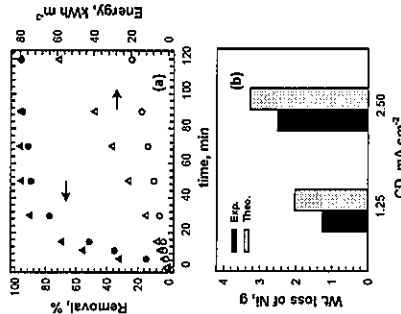 Energy, kWh m-3
0 20 40 60 80 100
Removal, %
100 80 60 40 20 0
(a)
0 20 40 60 80 100 120
time, min
(b)
Exp.
Theo.
Wt. loss of Ni, g
4 3 2 1 0
1.25 2.50
CD, mA cm-2